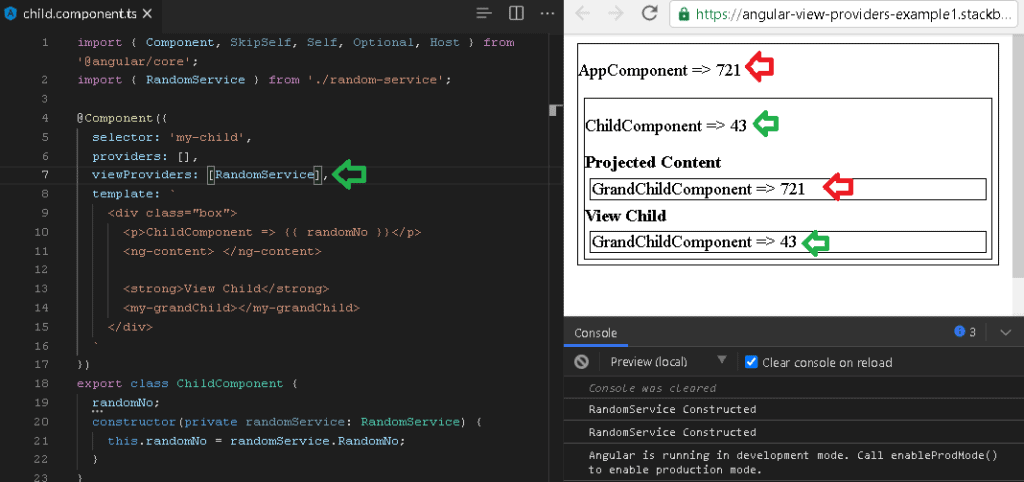 child.component.ts
https://angular-view-providers-example1.stackb...
1 import { Component, SkipSelf, Self, Optional, Host } from
'@angular/core';
2 import { RandomService } from './random-service';
3
4 @Component({
5 selector: 'my-child',
6 providers: [],
7 viewProviders: [RandomService],
8 template: `
9 <div class="box">
10 <p>ChildComponent => {{ randomNo }}</p>
11 <ng-content> </ng-content>
12
13 <strong>View Child</strong>
14 <my-grandChild></my-grandChild>
15 </div>
16 `
17 })
18 export class ChildComponent {
19 randomNo;
20 constructor(private randomService: RandomService) {
21 this.randomNo = randomService.RandomNo;
22 }
23 }
AppComponent => 721
ChildComponent => 43
Projected Content
GrandChildComponent => 721
View Child
GrandChildComponent => 43
Console 3
Preview (local) Clear console on reload
Console was cleared
RandomService Constructed
RandomService Constructed
Angular is running in development mode. Call enableProdMode()
to enable production mode.